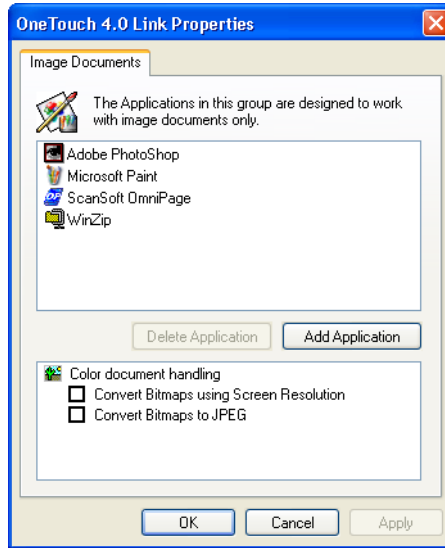 OneTouch 4.0 Link Properties
Image Documents
The Applications in this group are designed to work
with image documents only.
Adobe PhotoShop
Microsoft Paint
ScanSoft OmniPage
WinZip
Delete Application
Add Application
Color document handling
Convert Bitmaps using Screen Resolution
Convert Bitmaps to JPEG
OK
Cancel
Apply